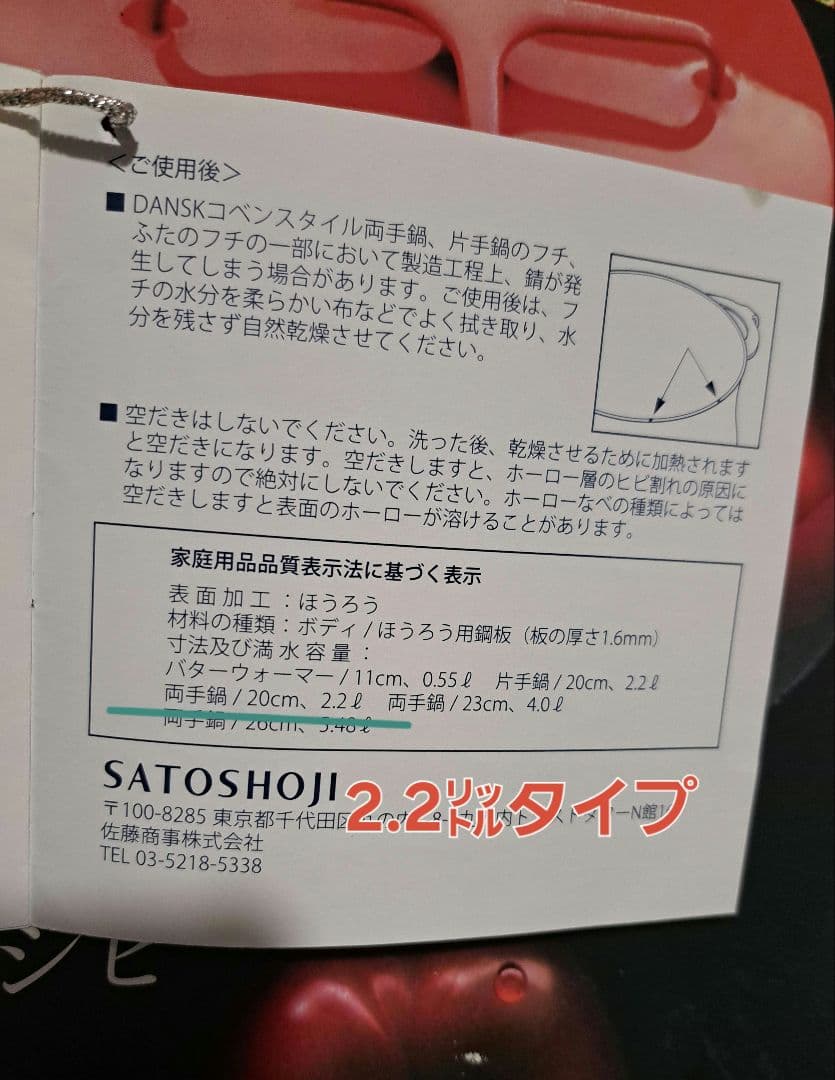 <ご使用後>
■ DANSKコベンスタイル両手鍋、片手鍋のフチ、
ふたのフチの一部において製造工程上、錆が発
生してしまう場合があります。ご使用後は、フ
チの水分を柔らかい布などでよく拭き取り、水
分を残さず自然乾燥させてください。
■ 空だきはしないでください。洗った後、乾燥させるために加熱されます
と空だきになります。空だきしますと、ホーロー層のヒビ割れの原因に
なりますので絶対にしないでください。ホーローなべの種類によっては
空だきしますと表面のホーローが溶けることがあります。
家庭用品品質表示法に基づく表示
表面加工：ほうろう
材料の種類：ボディ/ほうろう用鋼板（板の厚さ1.6mm）
寸法及び満水容量：
バターウォーマー/11cm、0.55ℓ 片手鍋/20cm、2.2ℓ
両手鍋/20cm、2.2ℓ 両手鍋/23cm、4.0ℓ
両手鍋/26cm、5.48ℓ
SATOSHOJI
2.2㍑タイプ
〒100-8285 東京都千代田区
佐藤商事株式会社
TEL 03-5218-5338
シピ